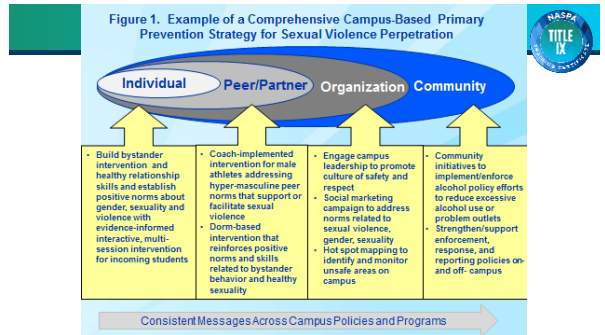 Figure 1. Example of a Comprehensive Campus-Based Primary
Prevention Strategy for Sexual Violence Perpetration
NASPA
TITLE
IX
TRAINING CERTIFICATE
Individual
Peer/Partner
Organization
Community
• Build bystander
intervention and
healthy relationship
skills and establish
positive norms about
gender, sexuality and
violence with
evidence-informed
interactive, multi-
session intervention
for incoming students
• Coach-implemented
intervention for male
athletes addressing
hyper-masculine peer
norms that support or
facilitate sexual
violence
• Dorm-based
intervention that
reinforces positive
norms and skills
related to bystander
behavior and healthy
sexuality
• Engage campus
leadership to promote
culture of safety and
respect
• Social marketing
campaign to address
norms related to
sexual violence,
gender, sexuality
• Hot spot mapping to
identify and monitor
unsafe areas on
campus
• Community
initiatives to
implement/enforce
alcohol policy efforts
to reduce excessive
alcohol use or
problem outlets
• Strengthen/support
enforcement,
response, and
reporting policies on-
and off- campus
Consistent Messages Across Campus Policies and Programs